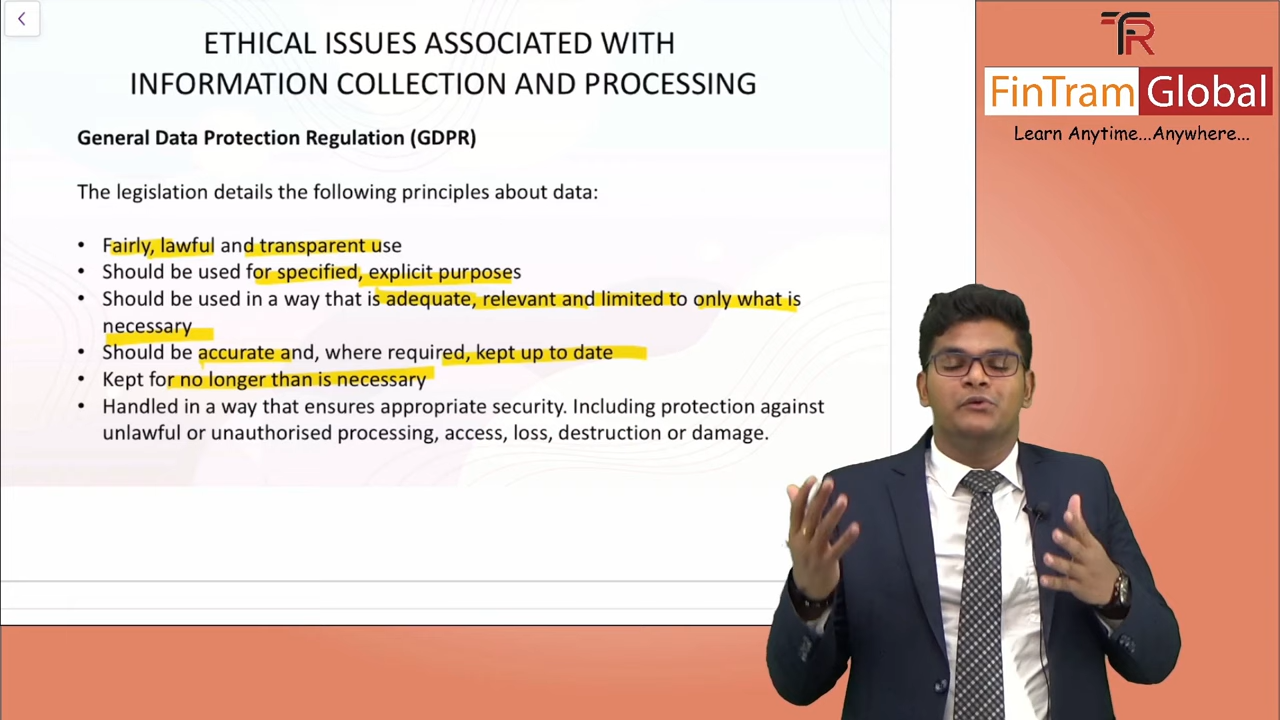 ETHICAL ISSUES ASSOCIATED WITH
INFORMATION COLLECTION AND PROCESSING
General Data Protection Regulation (GDPR)
The legislation details the following principles about data:
• Fairly, lawful and transparent use
• Should be used for specified, explicit purposes
• Should be used in a way that is adequate, relevant and limited to only what is
necessary
• Should be accurate and, where required, kept up to date
• Kept for no longer than is necessary
• Handled in a way that ensures appropriate security. Including protection against
unlawful or unauthorised processing, access, loss, destruction or damage.
FinTram Global
Learn Anytime...Anywhere...